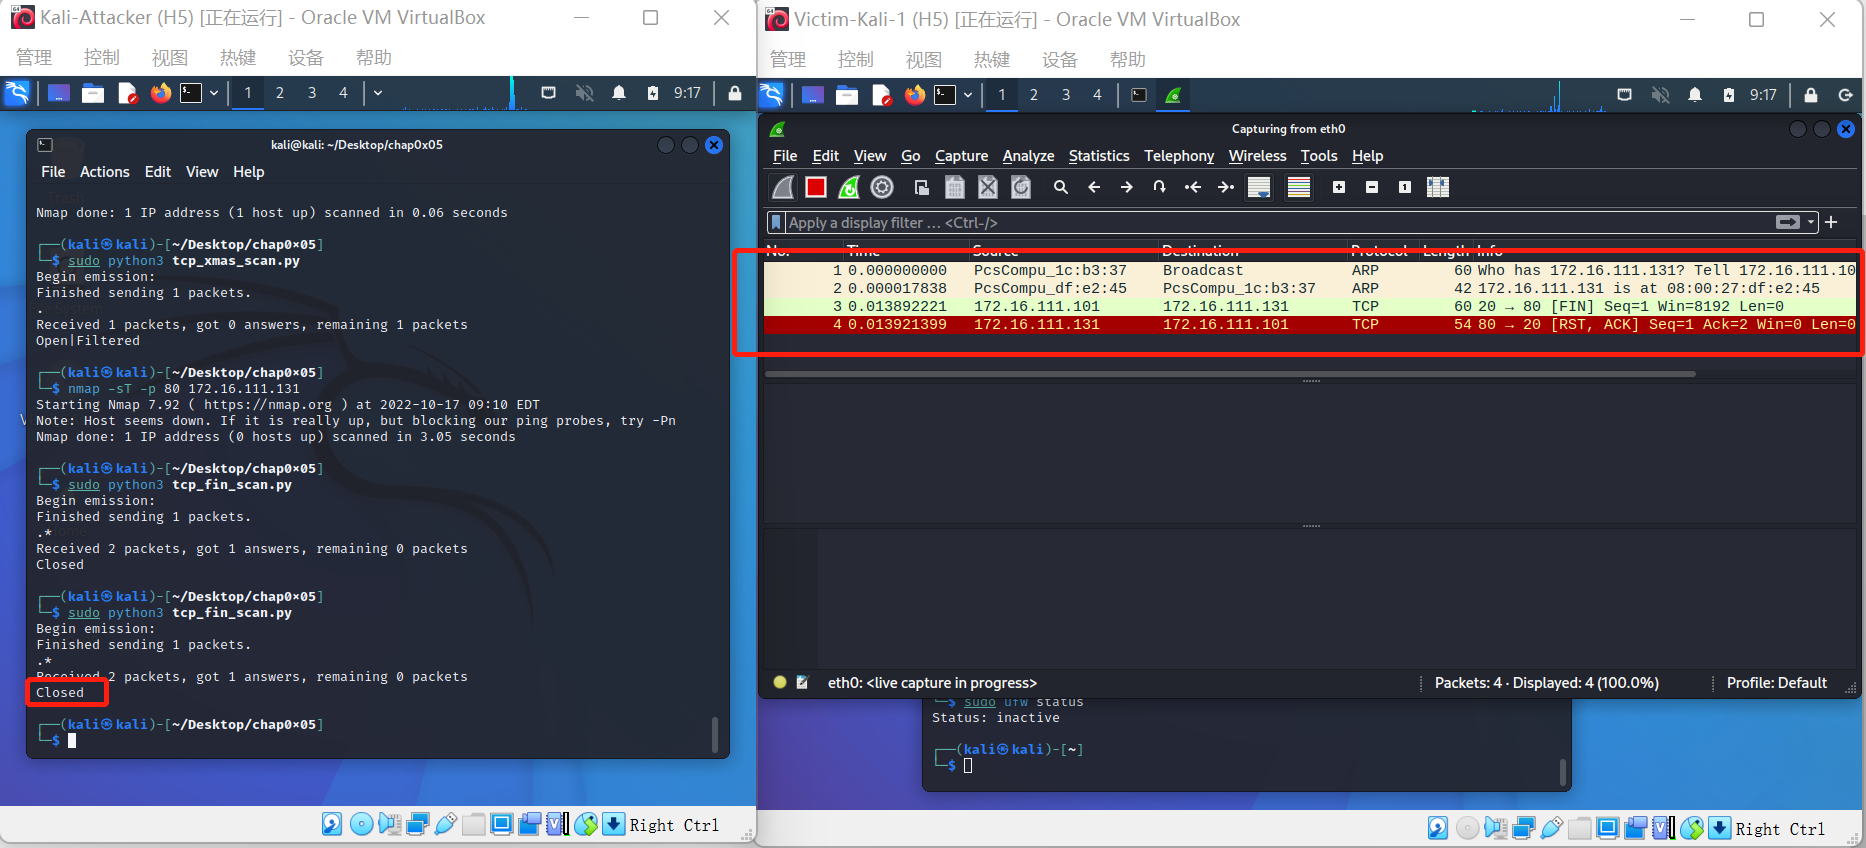 Kali-Attacker (H5) [正在运行] - Oracle VM VirtualBox
管理 控制 视图 热键 设备 帮助
1 2 3 4 9:17
kali@kali: ~/Desktop/chap0x05
File Actions Edit View Help
Nmap done: 1 IP address (1 host up) scanned in 0.06 seconds
┌──(kali㉿kali)-[~/Desktop/chap0×05]
└─$ sudo python3 tcp_xmas_scan.py
Begin emission:
Finished sending 1 packets.
.
Received 1 packets, got 0 answers, remaining 1 packets
Open|Filtered
┌──(kali㉿kali)-[~/Desktop/chap0×05]
└─$ nmap -sT -p 80 172.16.111.131
Starting Nmap 7.92 ( https://nmap.org ) at 2022-10-17 09:10 EDT
Note: Host seems down. If it is really up, but blocking our ping probes, try -Pn
Nmap done: 1 IP address (0 hosts up) scanned in 3.05 seconds
┌──(kali㉿kali)-[~/Desktop/chap0×05]
└─$ sudo python3 tcp_fin_scan.py
Begin emission:
Finished sending 1 packets.
.*
Received 2 packets, got 1 answers, remaining 0 packets
Closed
┌──(kali㉿kali)-[~/Desktop/chap0×05]
└─$ sudo python3 tcp_fin_scan.py
Begin emission:
Finished sending 1 packets.
.*
Received 2 packets, got 1 answers, remaining 0 packets
Closed
┌──(kali㉿kali)-[~/Desktop/chap0×05]
└─$
Right Ctrl
Victim-Kali-1 (H5) [正在运行] - Oracle VM VirtualBox
管理 控制 视图 热键 设备 帮助
1 2 3 4 9:17
Capturing from eth0
File Edit View Go Capture Analyze Statistics Telephony Wireless Tools Help
Apply a display filter … <Ctrl-/>
No. Time Source Destination Protocol Length Info
1 0.000000000 PcsCompu_1c:b3:37 Broadcast ARP 60 Who has 172.16.111.131? Tell 172.16.111.10
2 0.000017838 PcsCompu_df:e2:45 PcsCompu_1c:b3:37 ARP 42 172.16.111.131 is at 08:00:27:df:e2:45
3 0.013892221 172.16.111.101 172.16.111.131 TCP 60 20 → 80 [FIN] Seq=1 Win=8192 Len=0
4 0.013921399 172.16.111.131 172.16.111.101 TCP 54 80 → 20 [RST, ACK] Seq=1 Ack=2 Win=0 Len=0
eth0: <live capture in progress> Packets: 4 · Displayed: 4 (100.0%) Profile: Default
└─$ sudo ufw status
Status: inactive
┌──(kali㉿kali)-[~]
└─$
Right Ctrl